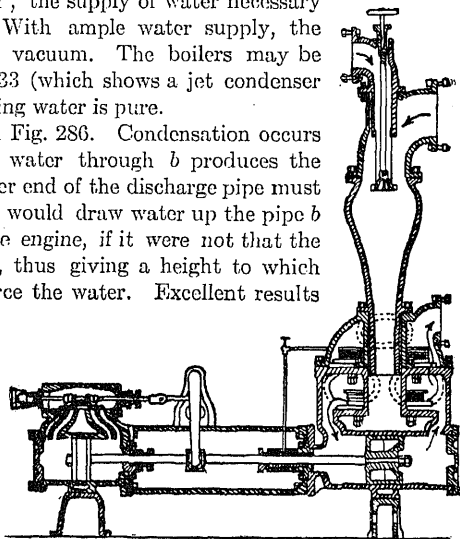 , the supply of water necessary
With ample water supply, the
vacuum. The boilers may be
33 (which shows a jet condenser
ing water is pure.
Fig. 286. Condensation occurs
water through b produces the
er end of the discharge pipe must
would draw water up the pipe b
e engine, if it were not that the
, thus giving a height to which
rce the water. Excellent results